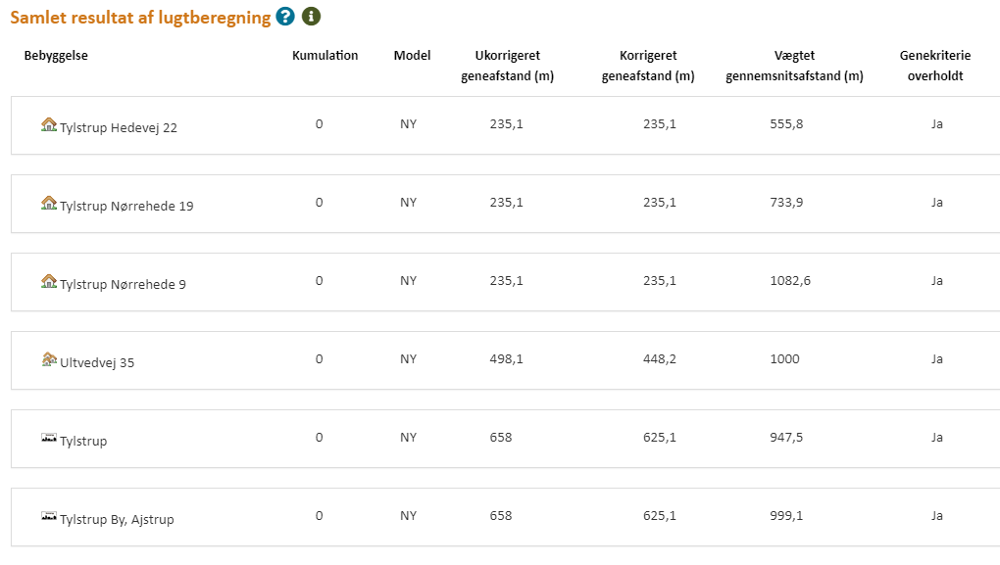 Samlet resultat af lugtberegning ? i
Bebyggelse Kumulation Model Ukorrigeret geneafstand (m) Korrigeret geneafstand (m) Vægtet gennemsnitsafstand (m) Genekriterie overholdt
Tylstrup Hedevej 22 0 NY 235,1 235,1 555,8 Ja
Tylstrup Nørrehede 19 0 NY 235,1 235,1 733,9 Ja
Tylstrup Nørrehede 9 0 NY 235,1 235,1 1082,6 Ja
Ultvedvej 35 0 NY 498,1 448,2 1000 Ja
Tylstrup 0 NY 658 625,1 947,5 Ja
Tylstrup By, Ajstrup 0 NY 658 625,1 999,1 Ja